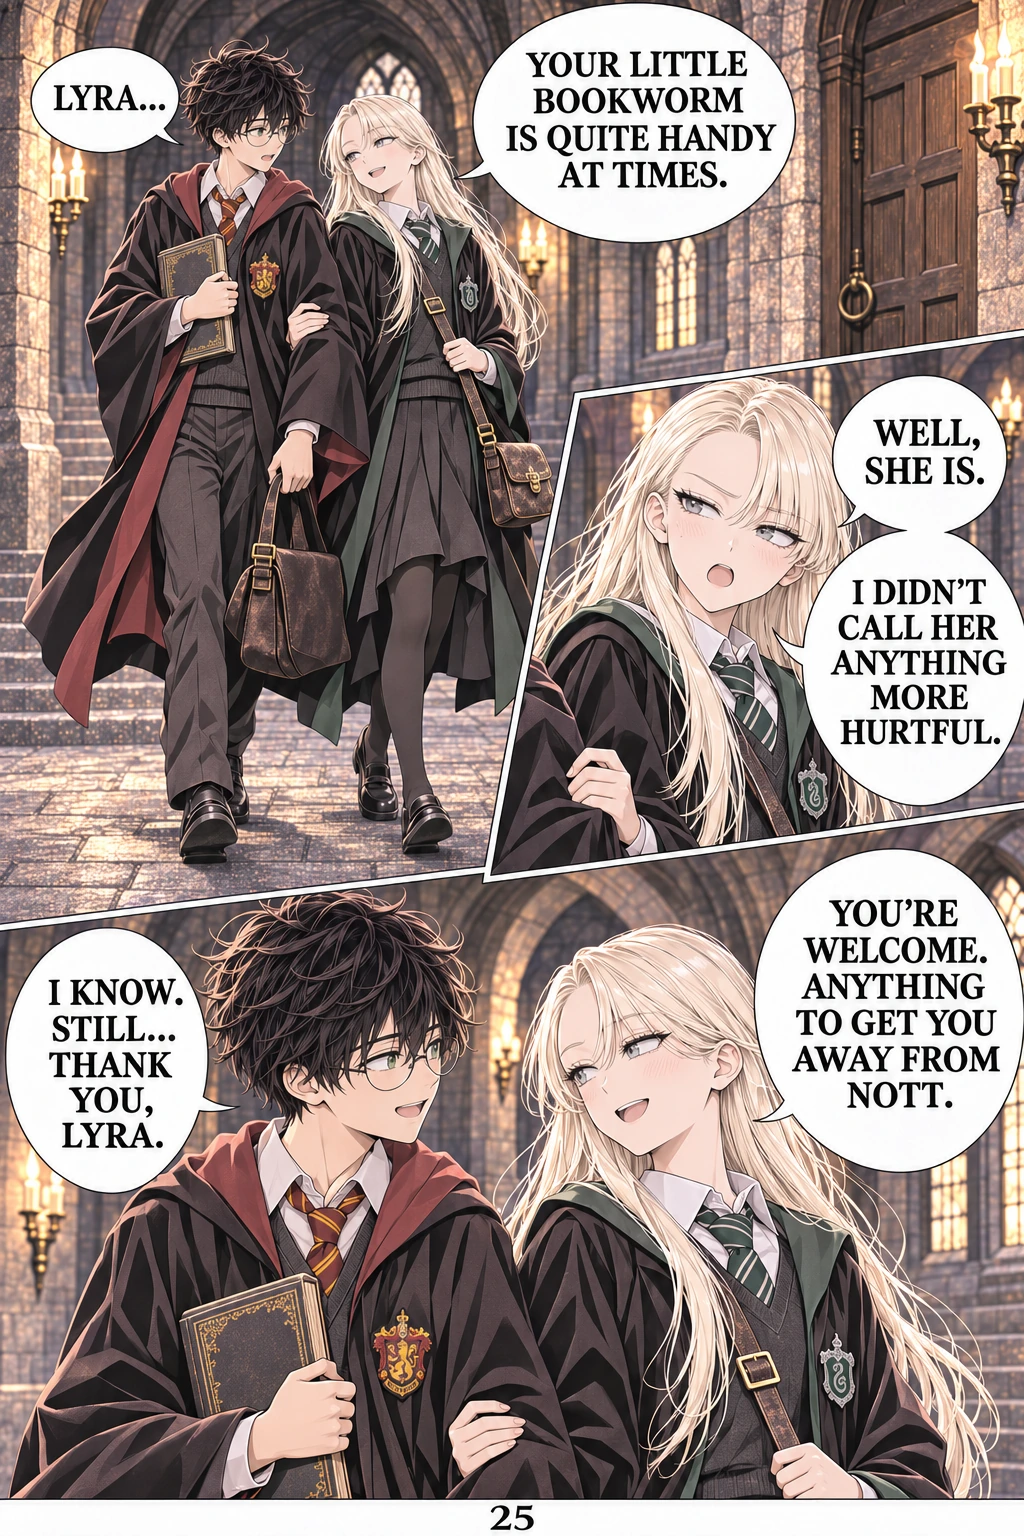 LYRA...
YOUR LITTLE
BOOKWORM
IS QUITE HANDY
AT TIMES.
WELL,
SHE IS.
I DIDN'T
CALL HER
ANYTHING
MORE
HURTFUL.
I KNOW.
STILL...
THANK
YOU,
LYRA.
YOU'RE
WELCOME.
ANYTHING
TO GET YOU
AWAY FROM
NOTT.
25